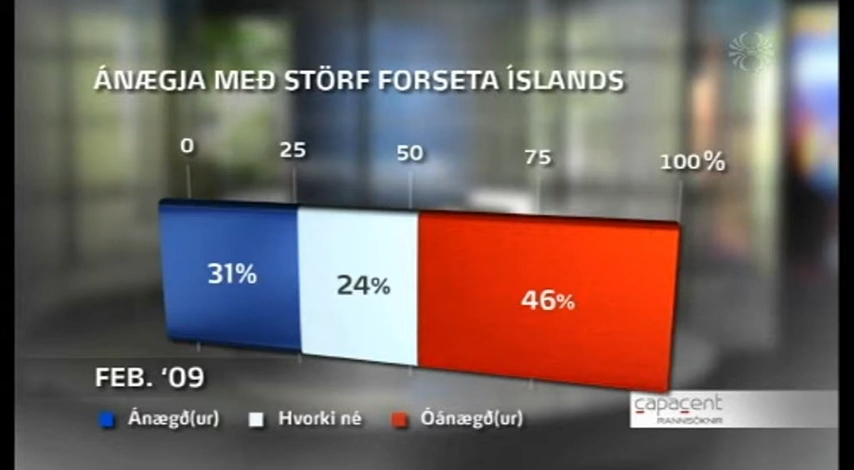 ÁNÆGJA MEÐ STÖRF FORSETA ÍSLANDS
0 25 50 75 100%
31% 24% 46%
FEB. ‘09
Ánægð(ur) Hvorki né Óánægð(ur)
capacent
RANNSÓKNIR